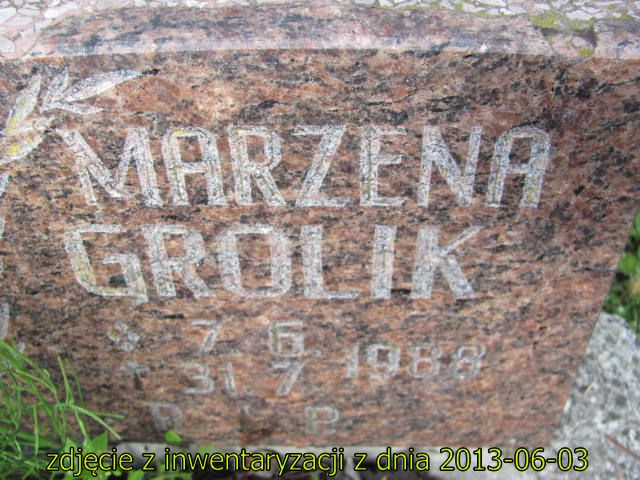 MARZENA
GROLIK
* 7. 6.
† 31. 7. 1988
R I P
zdjęcie z inwentaryzacji z dnia 2013-06-03